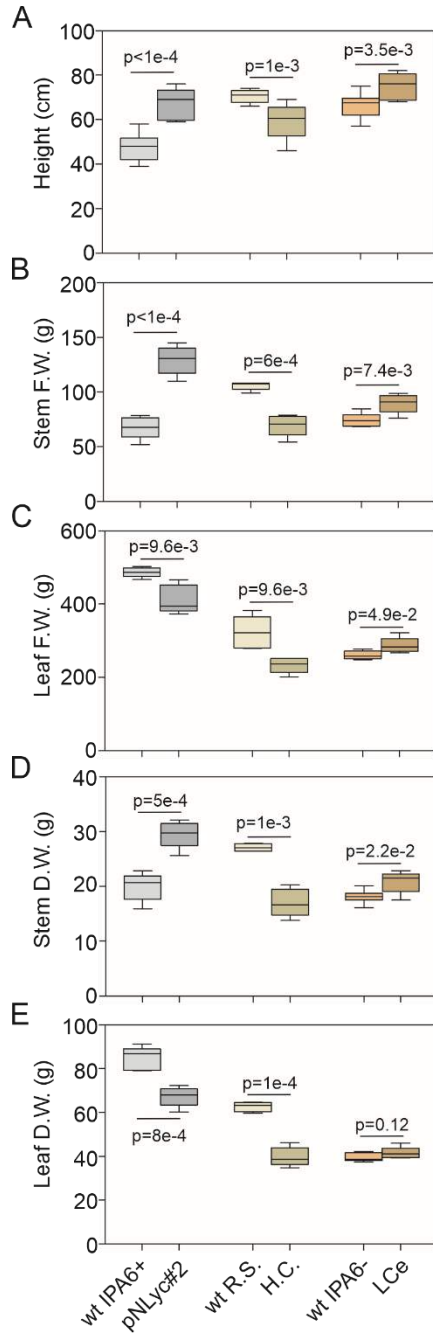 A
Height (cm)
100
80
60
40
20
0
p<1e-4
p=1e-3
p=3.5e-3
B
Stem F.W. (g)
200
150
100
50
0
p<1e-4
p=6e-4
p=7.4e-3
C
Leaf F.W. (g)
600
400
200
0
p=9.6e-3
p=9.6e-3
p=4.9e-2
D
Stem D.W. (g)
40
30
20
10
0
p=5e-4
p=1e-3
p=2.2e-2
E
Leaf D.W. (g)
100
80
60
40
20
0
p=8e-4
p=1e-4
p=0.12
wt IPA6+
pNLyc#2
wt R.S.
H.C.
wt IPA6-
LCe